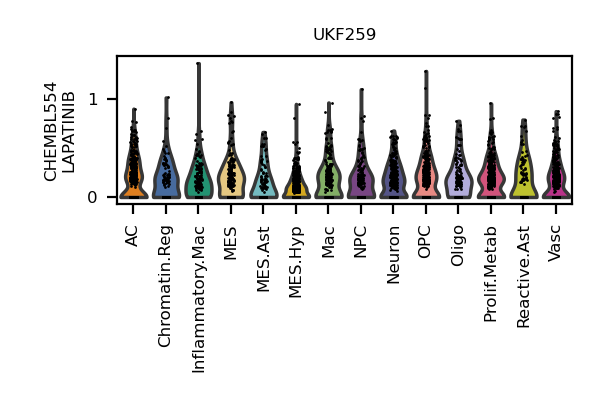 UKF259
CHEMBL554
LAPATINIB
1
0
AC
Chromatin.Reg
Inflammatory.Mac
MES
MES.Ast
MES.Hyp
Mac
NPC
Neuron
OPC
Oligo
Prolif.Metab
Reactive.Ast
Vasc